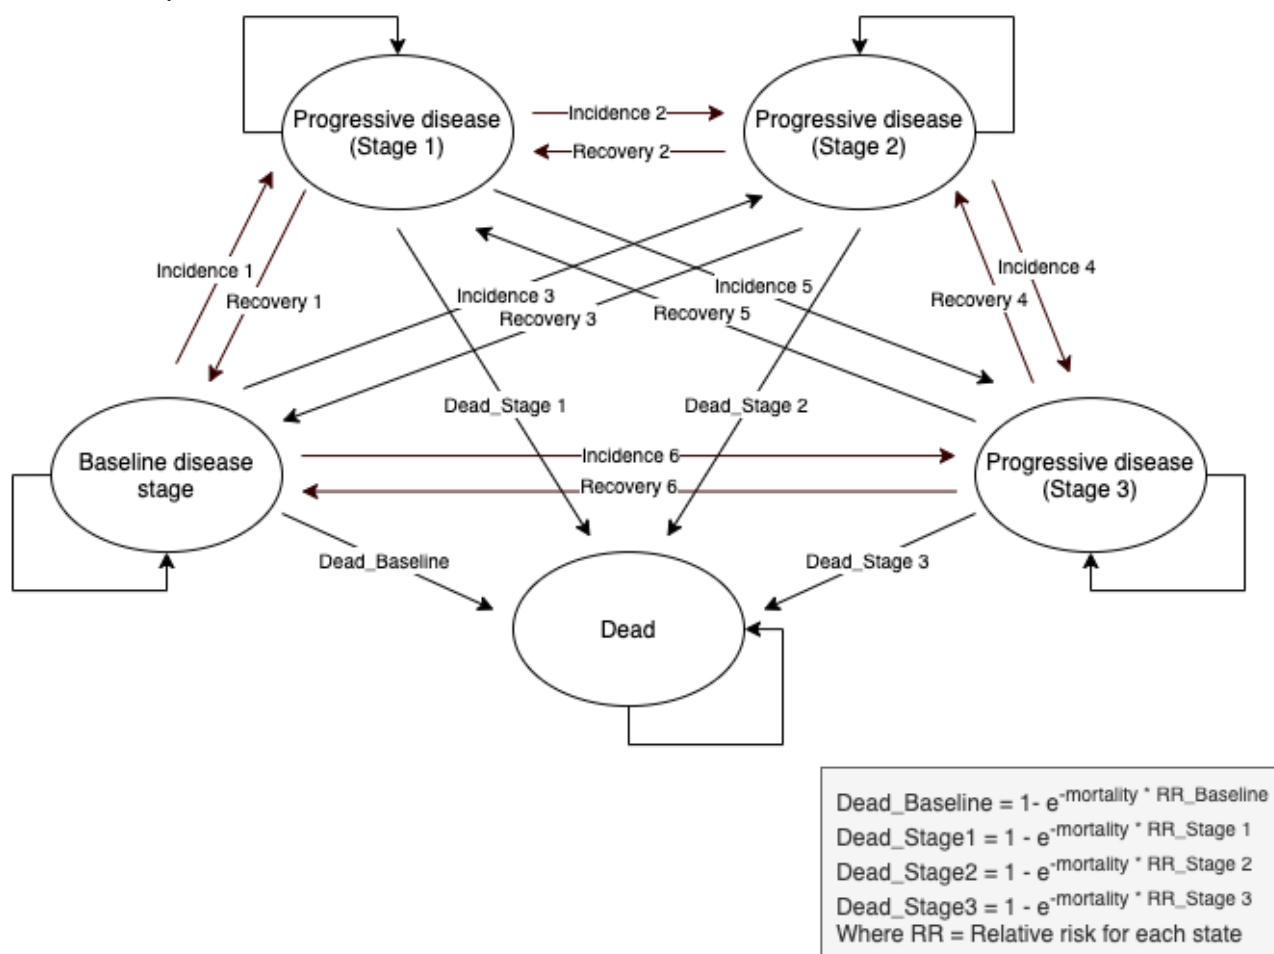 Progressive disease
(Stage 1)
Progressive disease
(Stage 2)
Incidence 2
Recovery 2
Incidence 1
Recovery 1
Incidence 3
Recovery 3
Incidence 5
Recovery 5
Incidence 4
Recovery 4
Dead_Stage 1
Dead_Stage 2
Baseline disease
stage
Incidence 6
Recovery 6
Progressive disease
(Stage 3)
Dead_Baseline
Dead_Stage 3
Dead
Dead_Baseline = 1- e-mortality * RR_Baseline
Dead_Stage1 = 1 - e-mortality * RR_Stage 1
Dead_Stage2 = 1 - e-mortality * RR_Stage 2
Dead_Stage3 = 1 - e-mortality * RR_Stage 3
Where RR = Relative risk for each state